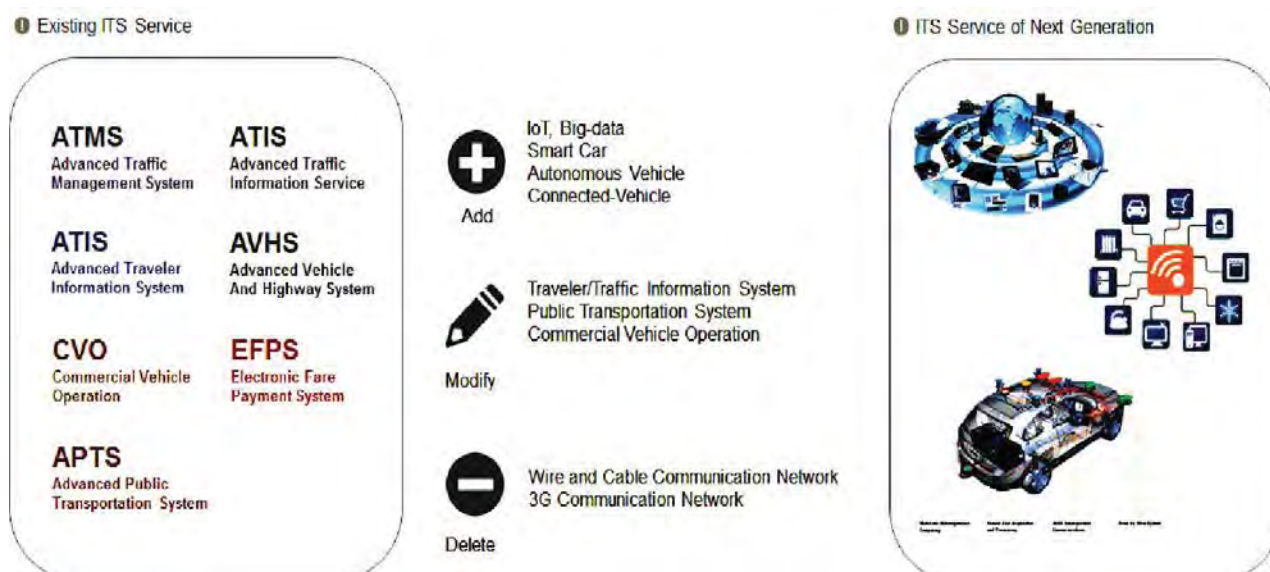 Existing ITS Service
ATMS
Advanced Traffic
Management System
ATIS
Advanced Traffic
Information Service
ATIS
Advanced Traveler
Information System
AVHS
Advanced Vehicle
And Highway System
CVO
Commercial Vehicle
Operation
EFPS
Electronic Fare
Payment System
APTS
Advanced Public
Transportation System
Add
IoT, Big-data
Smart Car
Autonomous Vehicle
Connected-Vehicle
Modify
Traveler/Traffic Information System
Public Transportation System
Commercial Vehicle Operation
Delete
Wire and Cable Communication Network
3G Communication Network
ITS Service of Next Generation